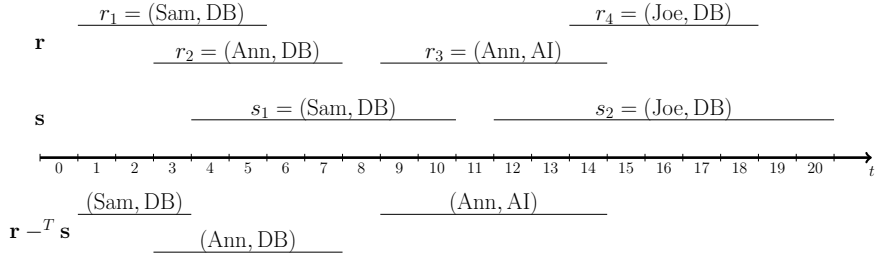 r₁ = (Sam, DB) r₄ = (Joe, DB)
r
r₂ = (Ann, DB) r₃ = (Ann, AI)
s s₁ = (Sam, DB) s₂ = (Joe, DB)
0 1 2 3 4 5 6 7 8 9 10 11 12 13 14 15 16 17 18 19 20 t
(Sam, DB) (Ann, AI)
r −ᵀ s
(Ann, DB)